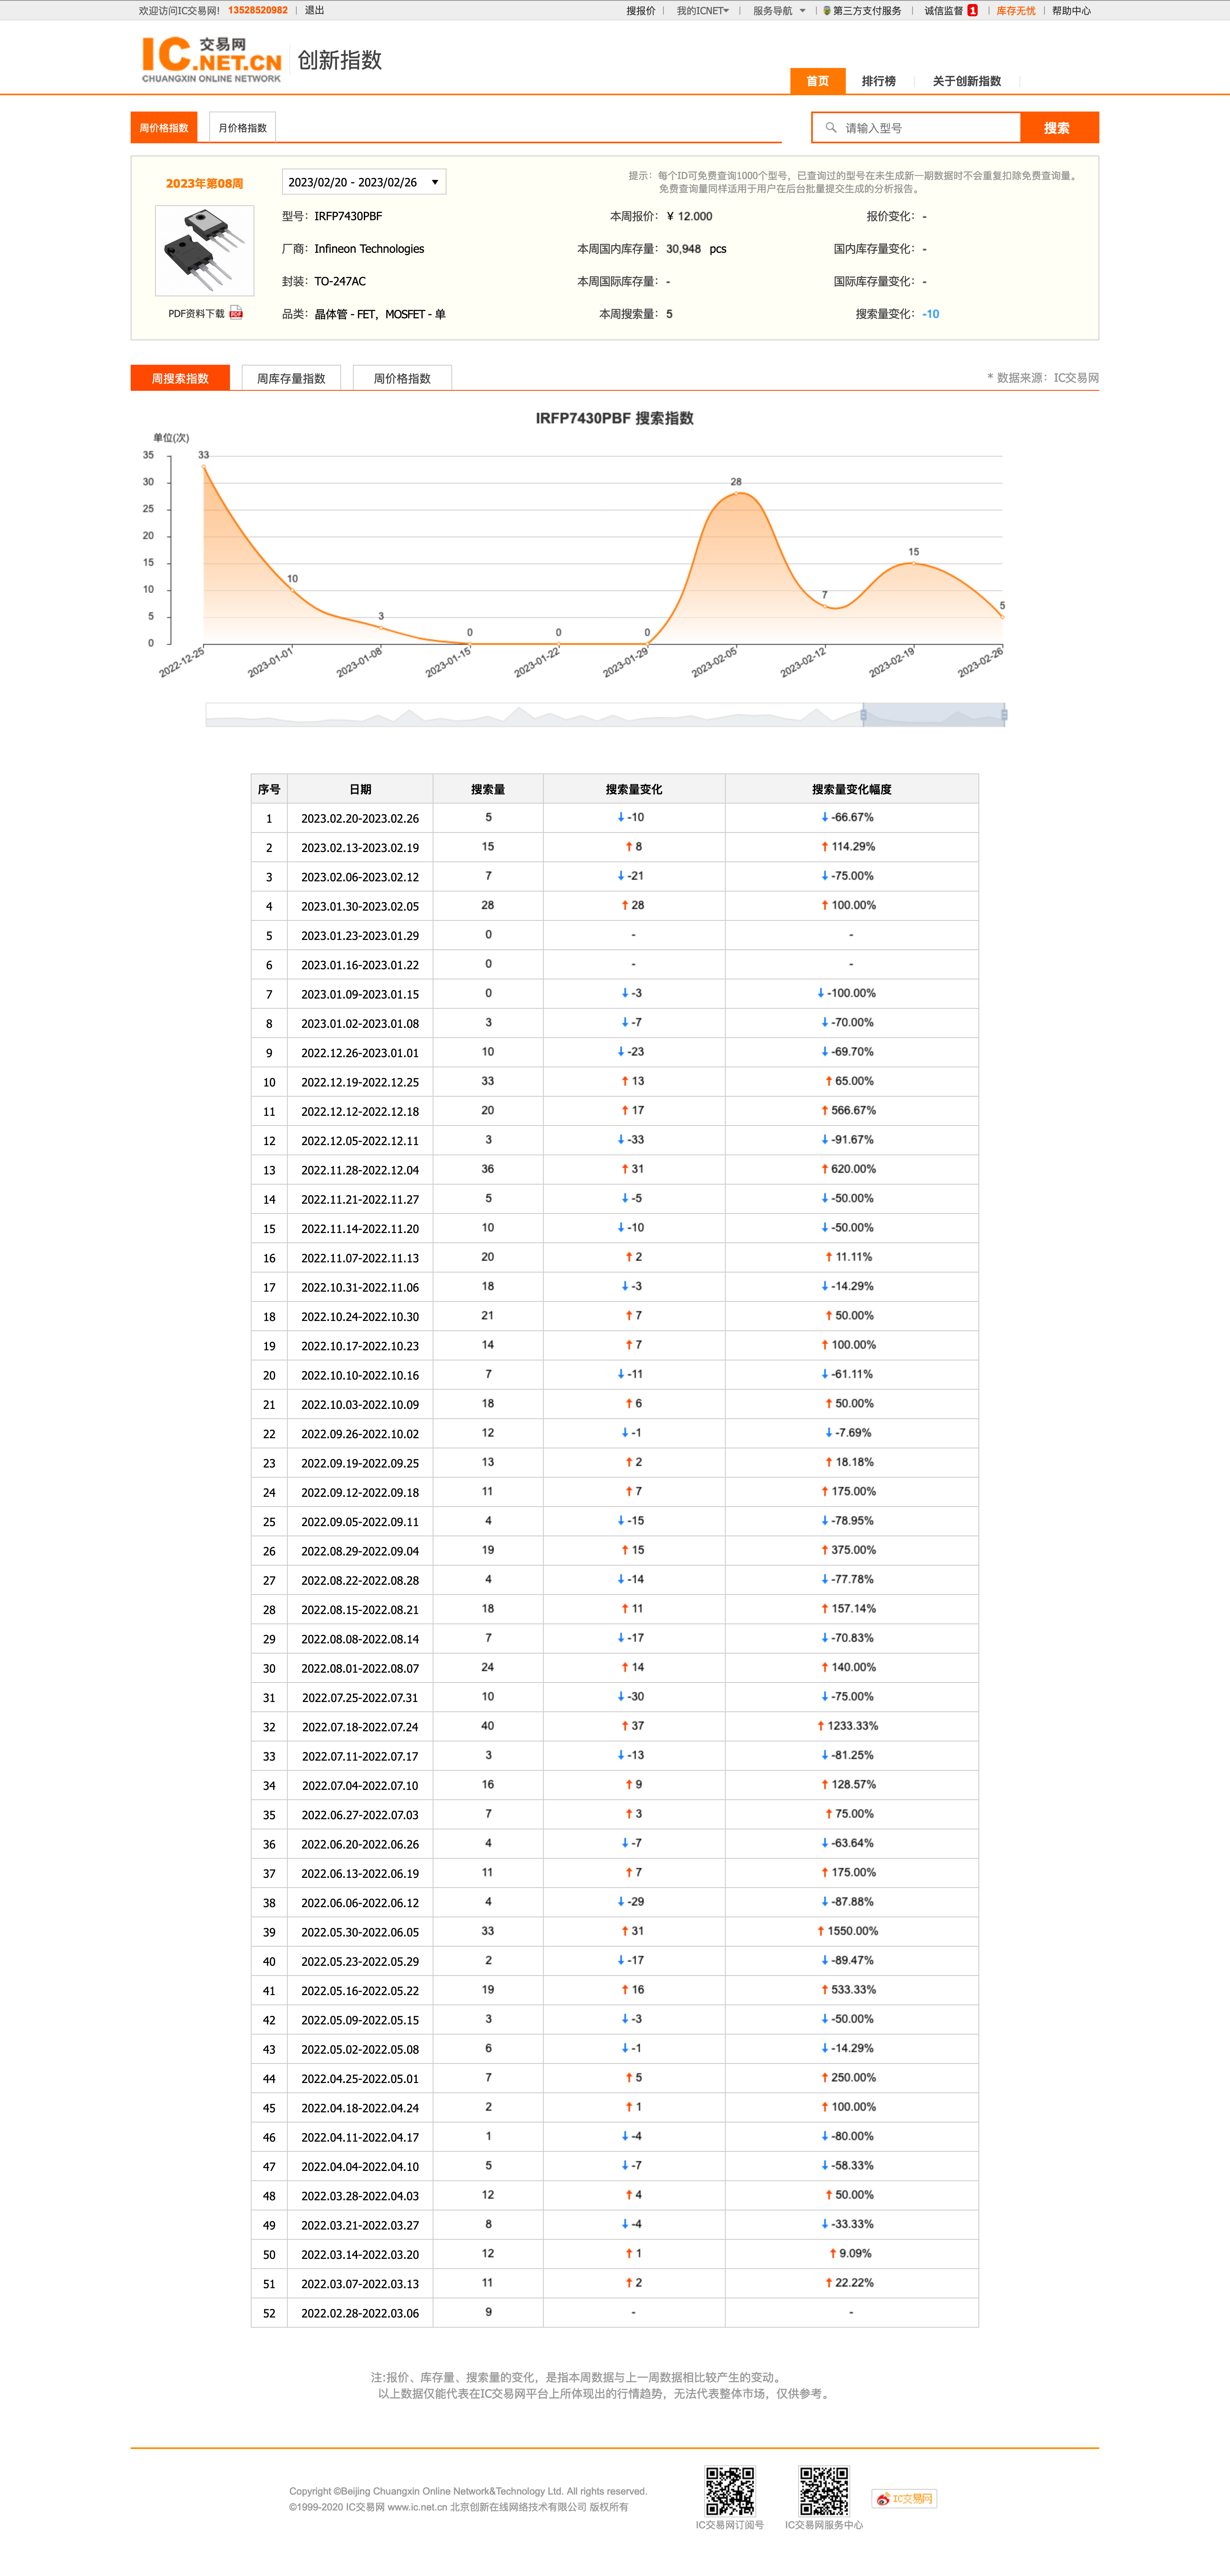 欢迎访问IC交易网! 13528520982 | 退出 搜报价 | 我的ICNET | 服务导航 | 第三方支付服务 | 诚信监督 1 | 库存无忧 | 帮助中心
IC 交易网 .NET.CN CHUANGXIN ONLINE NETWORK 创新指数
首页 排行榜 关于创新指数
周价格指数 月价格指数 请输入型号 搜索
2023年第08周 2023/02/20 - 2023/02/26
提示：每个ID可免费查询1000个型号，已查询过的型号在未生成新一期数据时不会重复扣除免费查询量。
免费查询量同样适用于用户在后台批量提交生成的分析报告。
型号：IRFP7430PBF 本周报价：¥ 12.000 报价变化：-
厂商：Infineon Technologies 本周国内库存量：30,948 pcs 国内库存量变化：-
封装：TO-247AC 本周国际库存量：- 国际库存量变化：-
PDF资料下载 PDF 品类：晶体管 - FET，MOSFET - 单 本周搜索量：5 搜索量变化：-10
周搜索指数 周库存量指数 周价格指数 * 数据来源：IC交易网
IRFP7430PBF 搜索指数
单位(次)
35
30
25
20
15
10
5
0
33 10 3 0 0 0 28 7 15 5
2022-12-25 2023-01-01 2023-01-08 2023-01-15 2023-01-22 2023-01-29 2023-02-05 2023-02-12 2023-02-19 2023-02-26
序号 日期 搜索量 搜索量变化 搜索量变化幅度
1 2023.02.20-2023.02.26 5 ↓ -10 ↓ -66.67%
2 2023.02.13-2023.02.19 15 ↑ 8 ↑ 114.29%
3 2023.02.06-2023.02.12 7 ↓ -21 ↓ -75.00%
4 2023.01.30-2023.02.05 28 ↑ 28 ↑ 100.00%
5 2023.01.23-2023.01.29 0 - -
6 2023.01.16-2023.01.22 0 - -
7 2023.01.09-2023.01.15 0 ↓ -3 ↓ -100.00%
8 2023.01.02-2023.01.08 3 ↓ -7 ↓ -70.00%
9 2022.12.26-2023.01.01 10 ↓ -23 ↓ -69.70%
10 2022.12.19-2022.12.25 33 ↑ 13 ↑ 65.00%
11 2022.12.12-2022.12.18 20 ↑ 17 ↑ 566.67%
12 2022.12.05-2022.12.11 3 ↓ -33 ↓ -91.67%
13 2022.11.28-2022.12.04 36 ↑ 31 ↑ 620.00%
14 2022.11.21-2022.11.27 5 ↓ -5 ↓ -50.00%
15 2022.11.14-2022.11.20 10 ↓ -10 ↓ -50.00%
16 2022.11.07-2022.11.13 20 ↑ 2 ↑ 11.11%
17 2022.10.31-2022.11.06 18 ↓ -3 ↓ -14.29%
18 2022.10.24-2022.10.30 21 ↑ 7 ↑ 50.00%
19 2022.10.17-2022.10.23 14 ↑ 7 ↑ 100.00%
20 2022.10.10-2022.10.16 7 ↓ -11 ↓ -61.11%
21 2022.10.03-2022.10.09 18 ↑ 6 ↑ 50.00%
22 2022.09.26-2022.10.02 12 ↓ -1 ↓ -7.69%
23 2022.09.19-2022.09.25 13 ↑ 2 ↑ 18.18%
24 2022.09.12-2022.09.18 11 ↑ 7 ↑ 175.00%
25 2022.09.05-2022.09.11 4 ↓ -15 ↓ -78.95%
26 2022.08.29-2022.09.04 19 ↑ 15 ↑ 375.00%
27 2022.08.22-2022.08.28 4 ↓ -14 ↓ -77.78%
28 2022.08.15-2022.08.21 18 ↑ 11 ↑ 157.14%
29 2022.08.08-2022.08.14 7 ↓ -17 ↓ -70.83%
30 2022.08.01-2022.08.07 24 ↑ 14 ↑ 140.00%
31 2022.07.25-2022.07.31 10 ↓ -30 ↓ -75.00%
32 2022.07.18-2022.07.24 40 ↑ 37 ↑ 1233.33%
33 2022.07.11-2022.07.17 3 ↓ -13 ↓ -81.25%
34 2022.07.04-2022.07.10 16 ↑ 9 ↑ 128.57%
35 2022.06.27-2022.07.03 7 ↑ 3 ↑ 75.00%
36 2022.06.20-2022.06.26 4 ↓ -7 ↓ -63.64%
37 2022.06.13-2022.06.19 11 ↑ 7 ↑ 175.00%
38 2022.06.06-2022.06.12 4 ↓ -29 ↓ -87.88%
39 2022.05.30-2022.06.05 33 ↑ 31 ↑ 1550.00%
40 2022.05.23-2022.05.29 2 ↓ -17 ↓ -89.47%
41 2022.05.16-2022.05.22 19 ↑ 16 ↑ 533.33%
42 2022.05.09-2022.05.15 3 ↓ -3 ↓ -50.00%
43 2022.05.02-2022.05.08 6 ↓ -1 ↓ -14.29%
44 2022.04.25-2022.05.01 7 ↑ 5 ↑ 250.00%
45 2022.04.18-2022.04.24 2 ↑ 1 ↑ 100.00%
46 2022.04.11-2022.04.17 1 ↓ -4 ↓ -80.00%
47 2022.04.04-2022.04.10 5 ↓ -7 ↓ -58.33%
48 2022.03.28-2022.04.03 12 ↑ 4 ↑ 50.00%
49 2022.03.21-2022.03.27 8 ↓ -4 ↓ -33.33%
50 2022.03.14-2022.03.20 12 ↑ 1 ↑ 9.09%
51 2022.03.07-2022.03.13 11 ↑ 2 ↑ 22.22%
52 2022.02.28-2022.03.06 9 - -
注:报价、库存量、搜索量的变化，是指本周数据与上一周数据相比较产生的变动。
以上数据仅能代表在IC交易网平台上所体现出的行情趋势，无法代表整体市场，仅供参考。
Copyright ©Beijing Chuangxin Online Network&Technology Ltd. All rights reserved.
©1999-2020 IC交易网 www.ic.net.cn 北京创新在线网络技术有限公司 版权所有
IC交易网订阅号 IC交易网服务中心 IC交易网